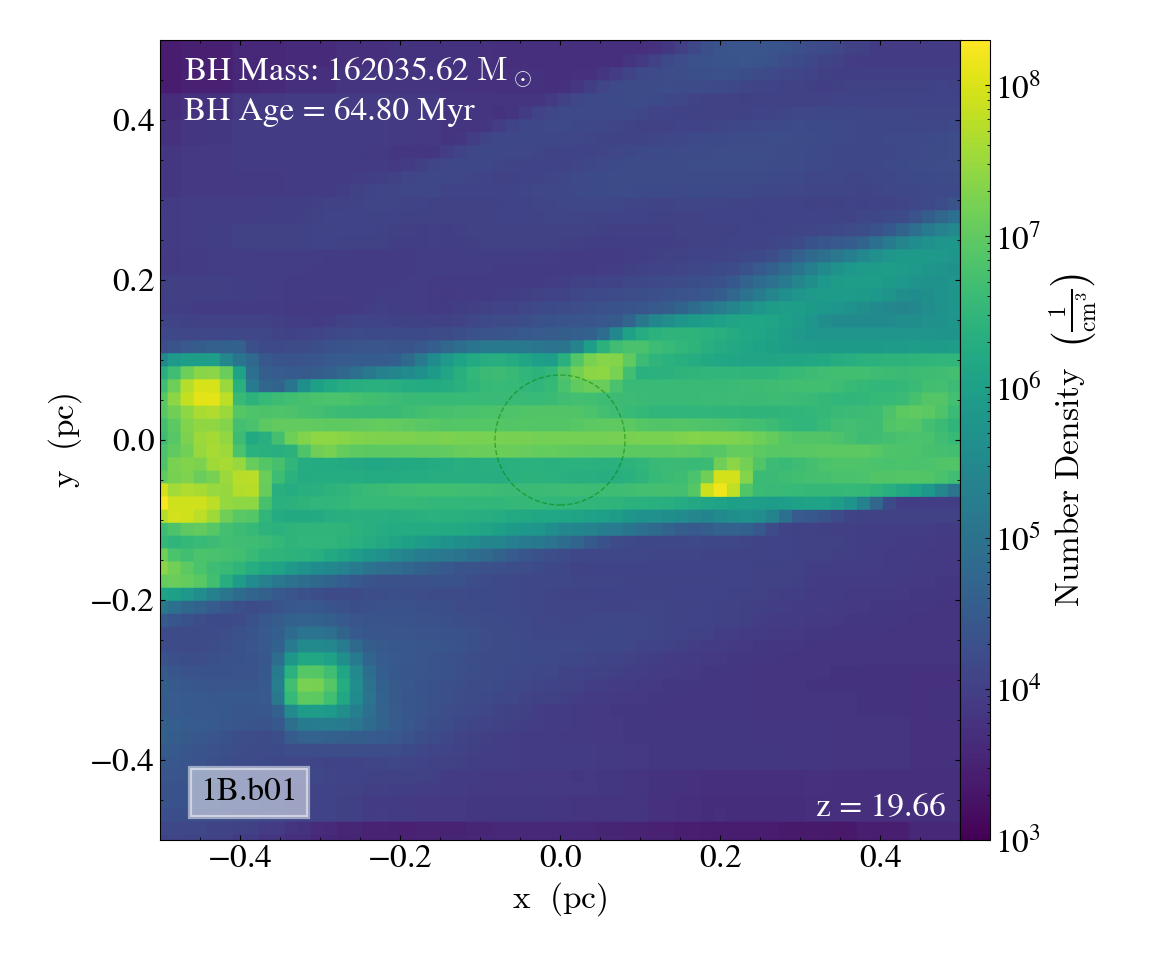 BH Mass: 162035.62 M⊙
BH Age = 64.80 Myr
0.4
0.2
0.0
−0.2
−0.4
y (pc)
1B.b01
z = 19.66
−0.4 −0.2 0.0 0.2 0.4
x (pc)
10⁸
10⁷
10⁶
10⁵
10⁴
10³
Number Density (1/cm³)